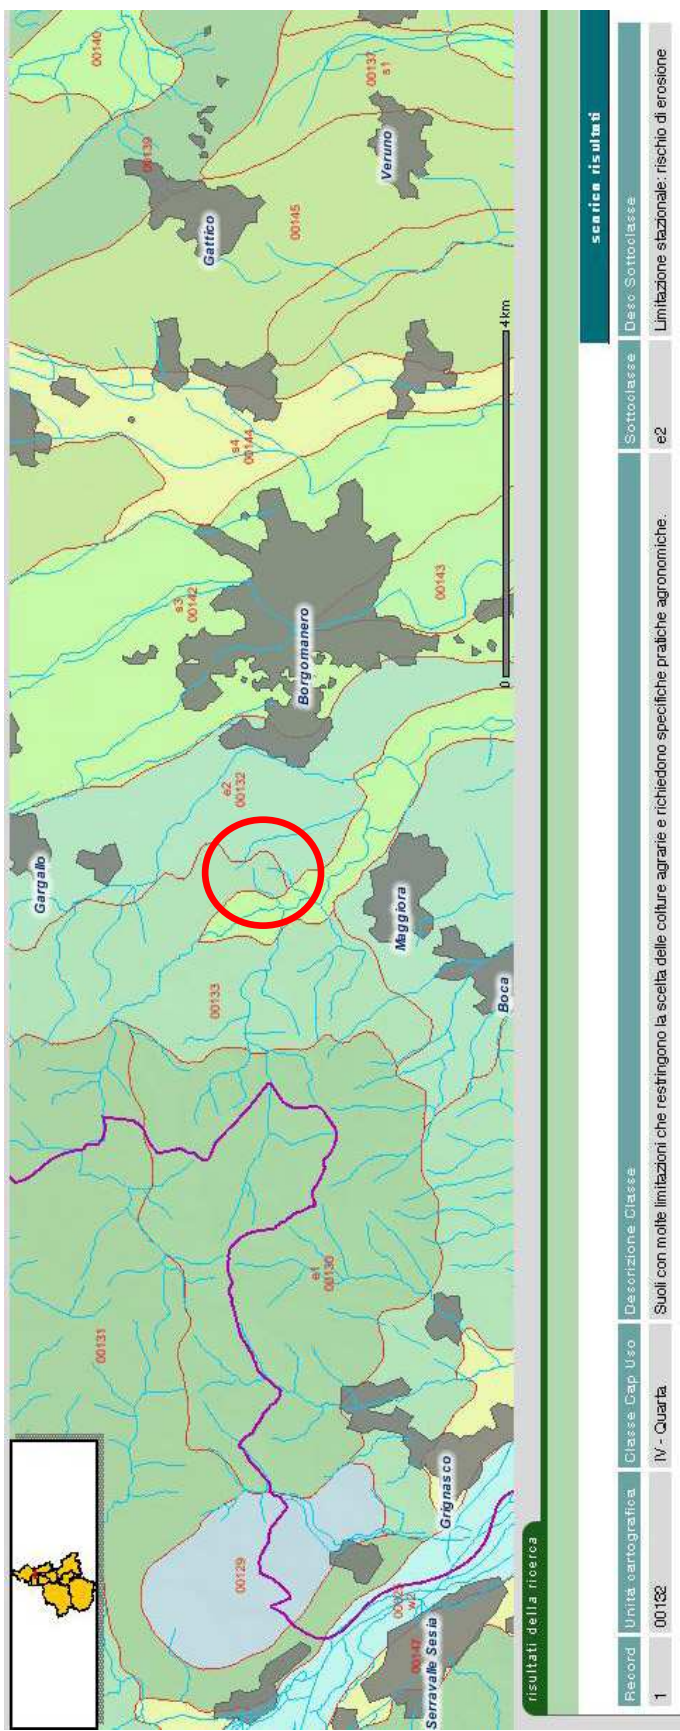 00140
00137
s1
00139
Veruno
Gattico
00145
4 km
s4
00144
s3
00142
00143
0
Borgomanero
e2
00132
Gargallo
Maggiora
00133
Boca
e1
00130
00131
Grignasco
00129
w2
00147
Serravalle Sesia
risultati della ricerca
scarica risultati
Record Unità cartografica Classe Cap Uso Descrizione Classe Sottoclasse Desc Sottoclasse
1 00132 IV - Quarta Suoli con molte limitazioni che restringono la scelta delle colture agrarie e richiedono specifiche pratiche agronomiche. e2 Limitazione stazionale: rischio di erosione